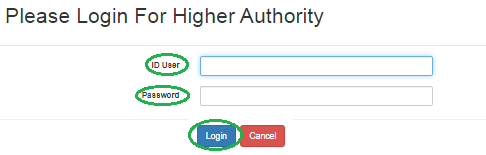 Please Login For Higher Authority
ID User
Password
Login Cancel